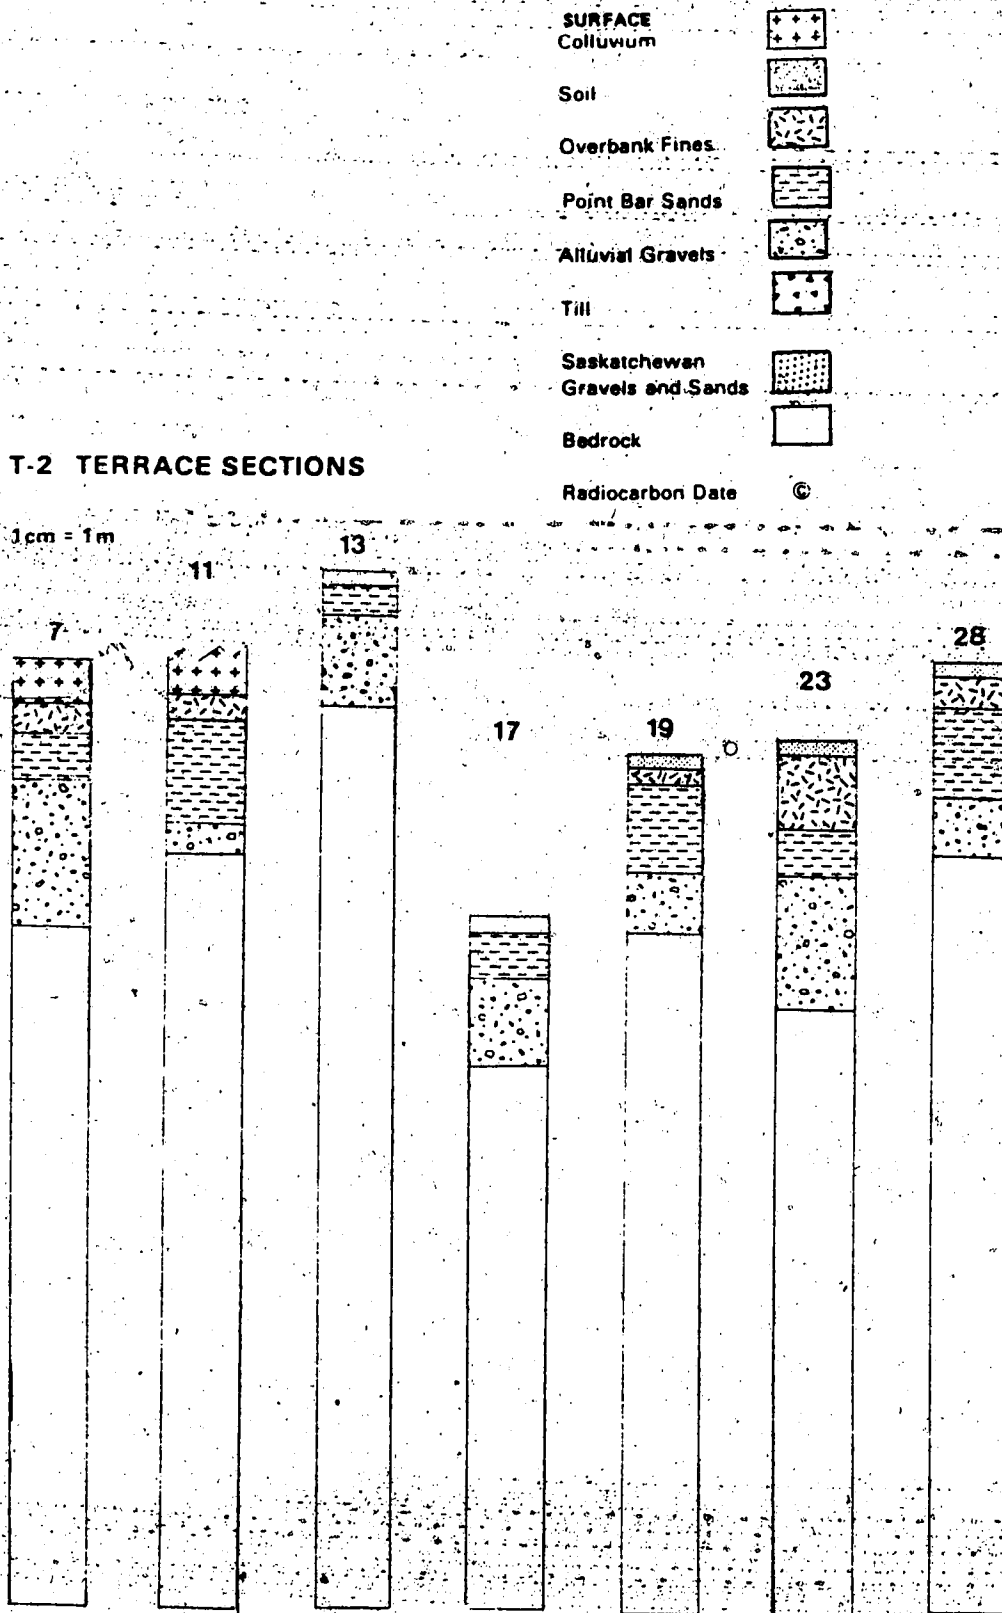 SURFACE
Colluvium
Soil
Overbank Fines
Point Bar Sands
Alluvial Gravels
Till
Saskatchewan
Gravels and Sands
Bedrock
Radiocarbon Date ©
T-2 TERRACE SECTIONS
1cm = 1m
7
11
13
17
19
23
28